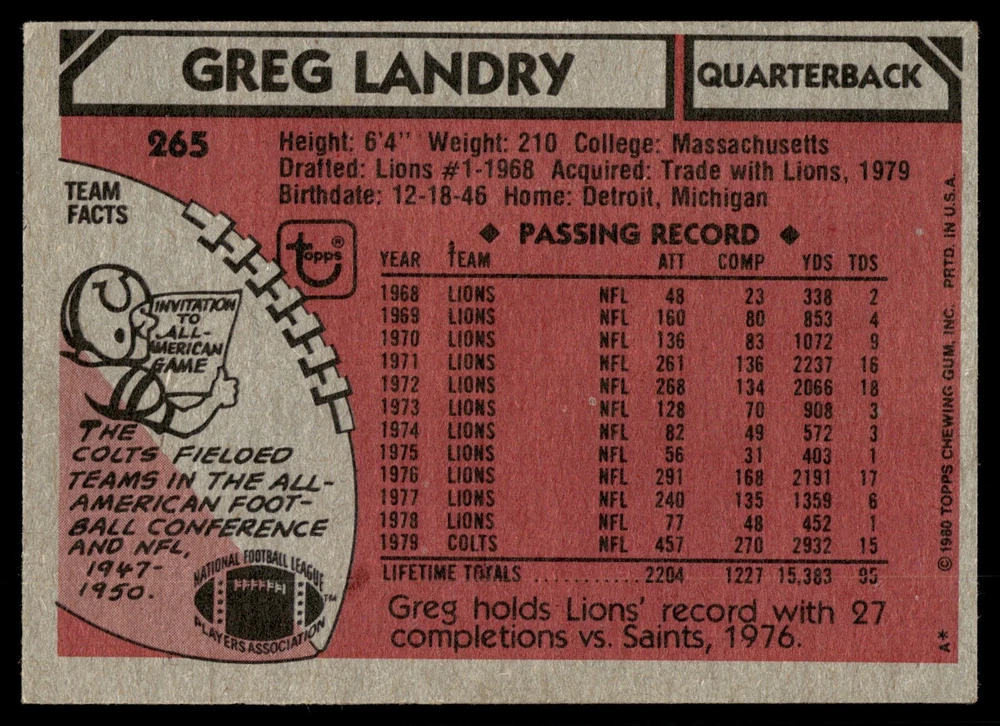 GREG LANDRY
QUARTERBACK
265
Height: 6'4" Weight: 210 College: Massachusetts
Drafted: Lions #1-1968 Acquired: Trade with Lions, 1979
Birthdate: 12-18-46 Home: Detroit, Michigan
TEAM
FACTS
topps®
INVITATION
TO
ALL-
AMERICAN
GAME
THE
COLTS FIELDED
TEAMS IN THE ALL-
AMERICAN FOOT-
BALL CONFERENCE
AND NFL,
1947-
1950.
NATIONAL FOOTBALL LEAGUE
PLAYERS ASSOCIATION
TM
◆ PASSING RECORD ◆
YEAR TEAM ATT COMP YDS TDS
1968 LIONS NFL 48 23 338 2
1969 LIONS NFL 160 80 853 4
1970 LIONS NFL 136 83 1072 9
1971 LIONS NFL 261 136 2237 16
1972 LIONS NFL 268 134 2066 18
1973 LIONS NFL 128 70 908 3
1974 LIONS NFL 82 49 572 3
1975 LIONS NFL 56 31 403 1
1976 LIONS NFL 291 168 2191 17
1977 LIONS NFL 240 135 1359 6
1978 LIONS NFL 77 48 452 1
1979 COLTS NFL 457 270 2932 15
LIFETIME TOTALS .......... 2204 1227 15,383 95
Greg holds Lions' record with 27
completions vs. Saints, 1976.
A* © 1980 TOPPS CHEWING GUM, INC. PRTD. IN U.S.A.